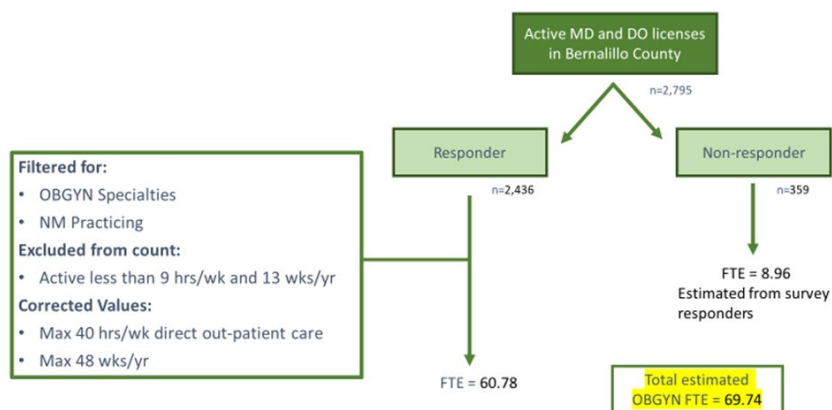 Active MD and DO licenses
in Bernalillo County
n=2,795
Responder
Non-responder
n=2,436
n=359
Filtered for:
• OBGYN Specialties
• NM Practicing
Excluded from count:
• Active less than 9 hrs/wk and 13 wks/yr
Corrected Values:
• Max 40 hrs/wk direct out-patient care
• Max 48 wks/yr
FTE = 8.96
Estimated from survey
responders
FTE = 60.78
Total estimated
OBGYN FTE = 69.74